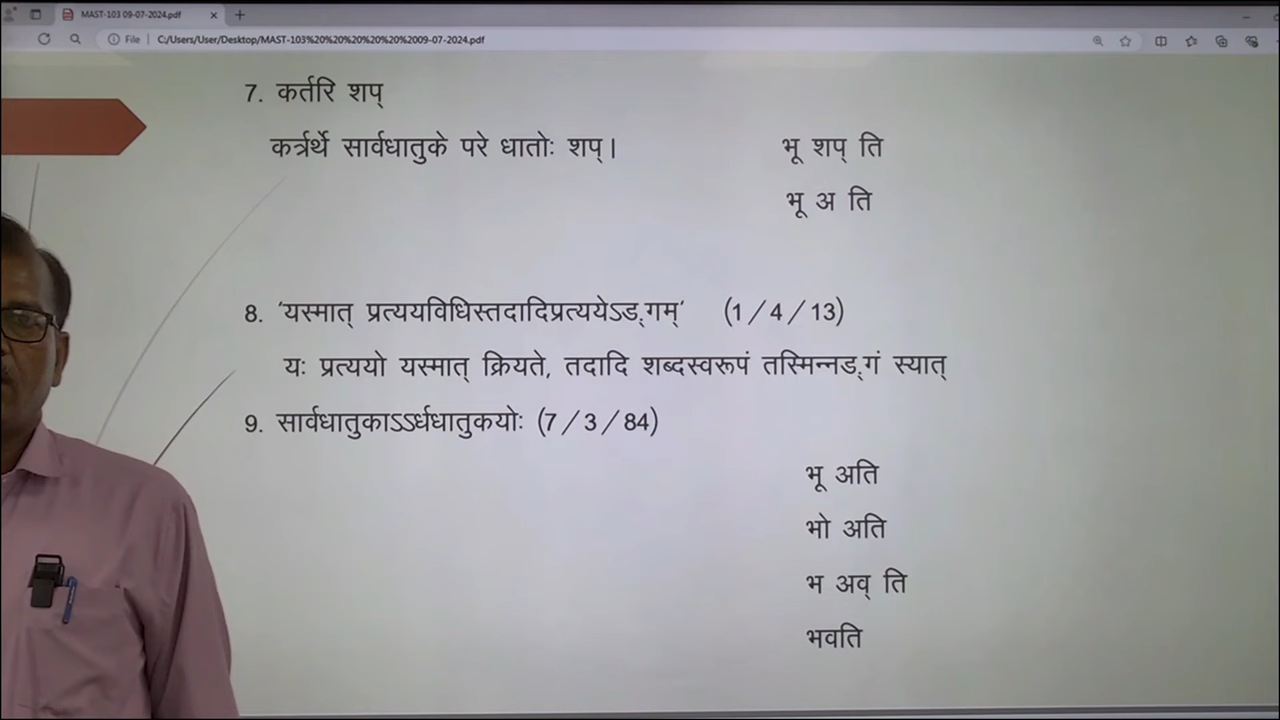 MAST-103 09-07-2024.pdf
File | C:/Users/User/Desktop/MAST-103%20%20%20%20%20%2009-07-2024.pdf
7. कर्तरि शप्
कर्त्रर्थे सार्वधातुके परे धातोः शप्। भू शप् ति
भू अ ति
8. 'यस्मात् प्रत्ययविधिस्तदादिप्रत्ययेऽड्.गम्' (1/4/13)
यः प्रत्ययो यस्मात् क्रियते, तदादि शब्दस्वरूपं तस्मिन्नड्.गं स्यात्
9. सार्वधातुकाऽऽर्धधातुकयोः (7/3/84)
भू अति
भो अति
भ अव् ति
भवति